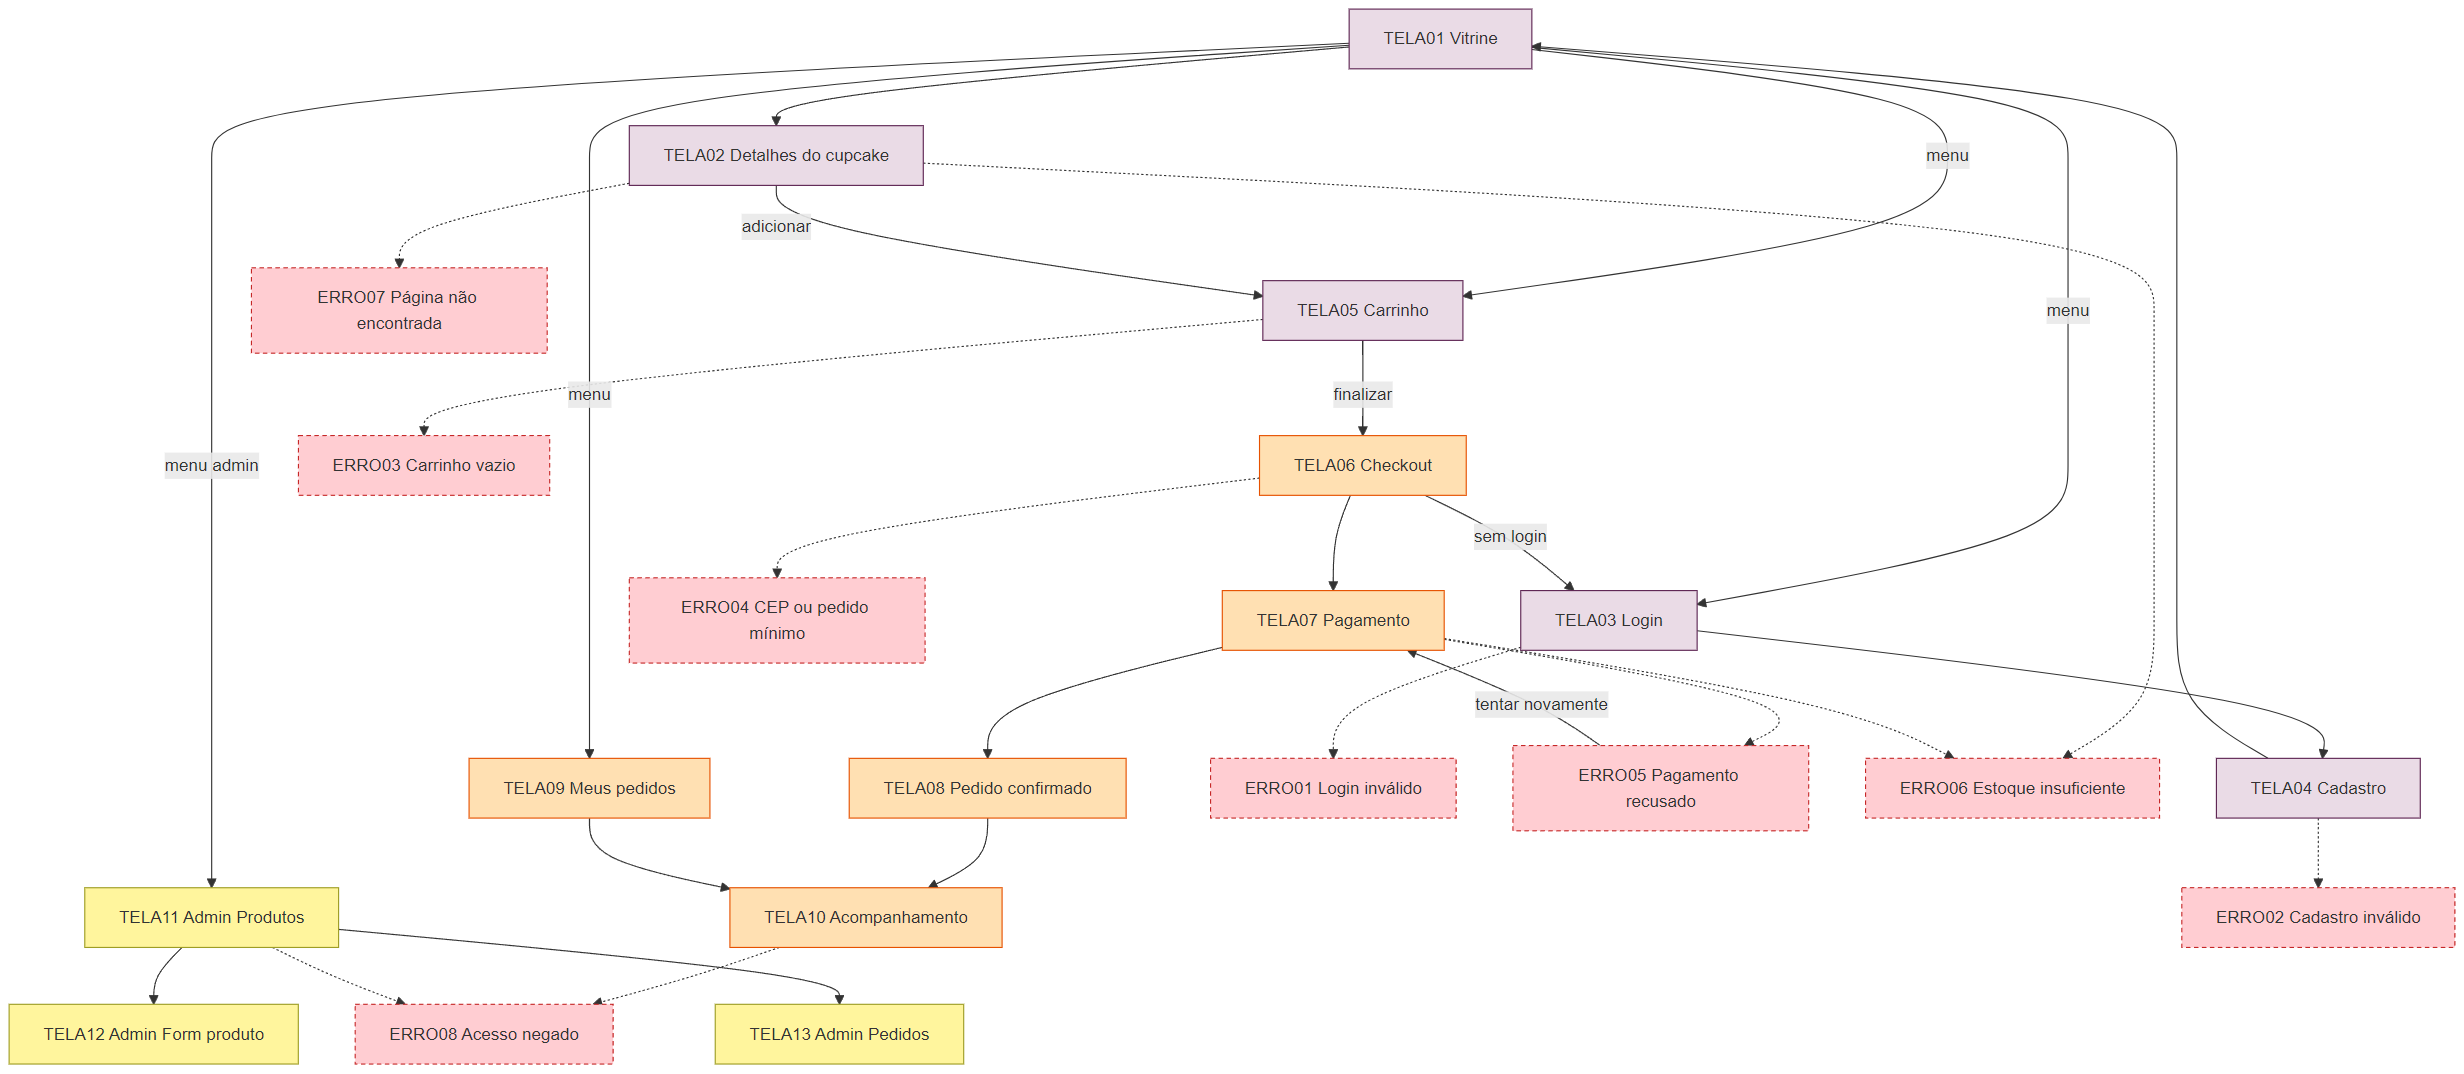 TELA01 Vitrine
TELA02 Detalhes do cupcake
menu
adicionar
ERRO07 Página não
encontrada
TELA05 Carrinho
menu
menu
finalizar
menu admin
ERRO03 Carrinho vazio
TELA06 Checkout
sem login
ERRO04 CEP ou pedido
mínimo
TELA07 Pagamento
TELA03 Login
tentar novamente
TELA09 Meus pedidos
TELA08 Pedido confirmado
ERRO01 Login inválido
ERRO05 Pagamento
recusado
ERRO06 Estoque insuficiente
TELA04 Cadastro
TELA11 Admin Produtos
TELA10 Acompanhamento
ERRO02 Cadastro inválido
TELA12 Admin Form produto
ERRO08 Acesso negado
TELA13 Admin Pedidos